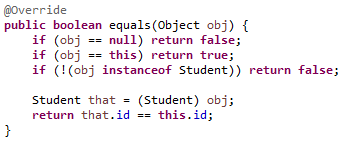 @Override
public boolean equals(Object obj) {
    if (obj == null) return false;
    if (obj == this) return true;
    if (!(obj instanceof Student)) return false;

    Student that = (Student) obj;
    return that.id == this.id;
}